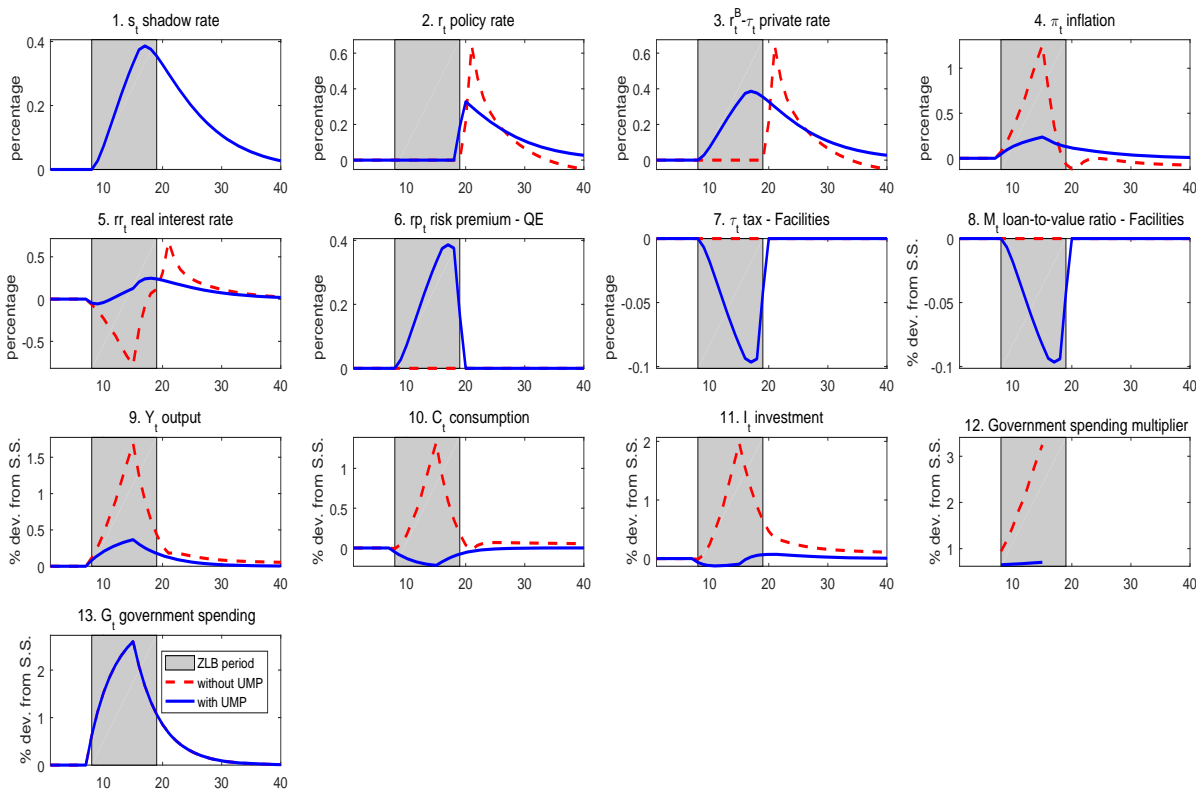 1. s_t shadow rate
percentage
0.4
0.2
0
10 20 30 40
2. r_t policy rate
percentage
0.6
0.4
0.2
0
10 20 30 40
3. r_t^B-τ_t private rate
percentage
0.6
0.4
0.2
0
10 20 30 40
4. π_t inflation
percentage
1
0.5
0
10 20 30 40
5. rr_t real interest rate
percentage
0.5
0
-0.5
10 20 30 40
6. rp_t risk premium - QE
percentage
0.4
0.2
0
10 20 30 40
7. τ_t tax - Facilities
percentage
0
-0.05
-0.1
10 20 30 40
8. M_t loan-to-value ratio - Facilities
% dev. from S.S.
0
-0.05
-0.1
10 20 30 40
9. Y_t output
% dev. from S.S.
1.5
1
0.5
0
10 20 30 40
10. C_t consumption
% dev. from S.S.
1
0.5
0
10 20 30 40
11. I_t investment
% dev. from S.S.
2
1.5
1
0.5
0
10 20 30 40
12. Government spending multiplier
3
2
1
10 20 30 40
13. G_t government spending
% dev. from S.S.
2
1
0
10 20 30 40
ZLB period
without UMP
with UMP